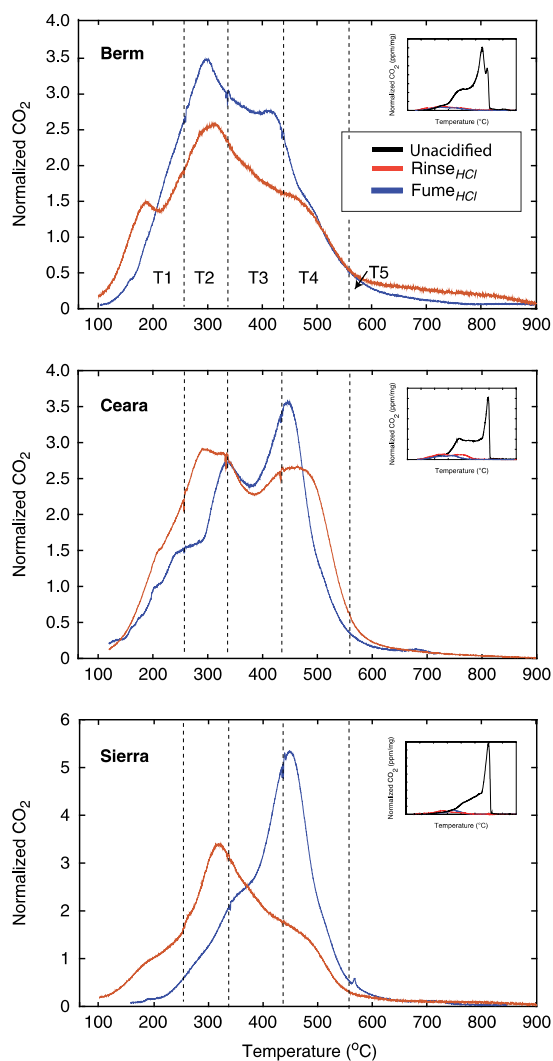 4.0
3.5
3.0
2.5
2.0
1.5
1.0
0.5
0
Normalized CO2
Berm
Normalized CO2 (ppm/mg)
Temperature (°C)
Unacidified
RinseHCl
FumeHCl
T1 T2 T3 T4 T5
100 200 300 400 500 600 700 800 900
4.0
3.5
3.0
2.5
2.0
1.5
1.0
0.5
0
Normalized CO2
Ceara
Normalized CO2 (ppm/mg)
Temperature (°C)
100 200 300 400 500 600 700 800 900
6
5
4
3
2
1
0
Normalized CO2
Sierra
Normalized CO2 (ppm/mg)
Temperature (°C)
100 200 300 400 500 600 700 800 900
Temperature (°C)